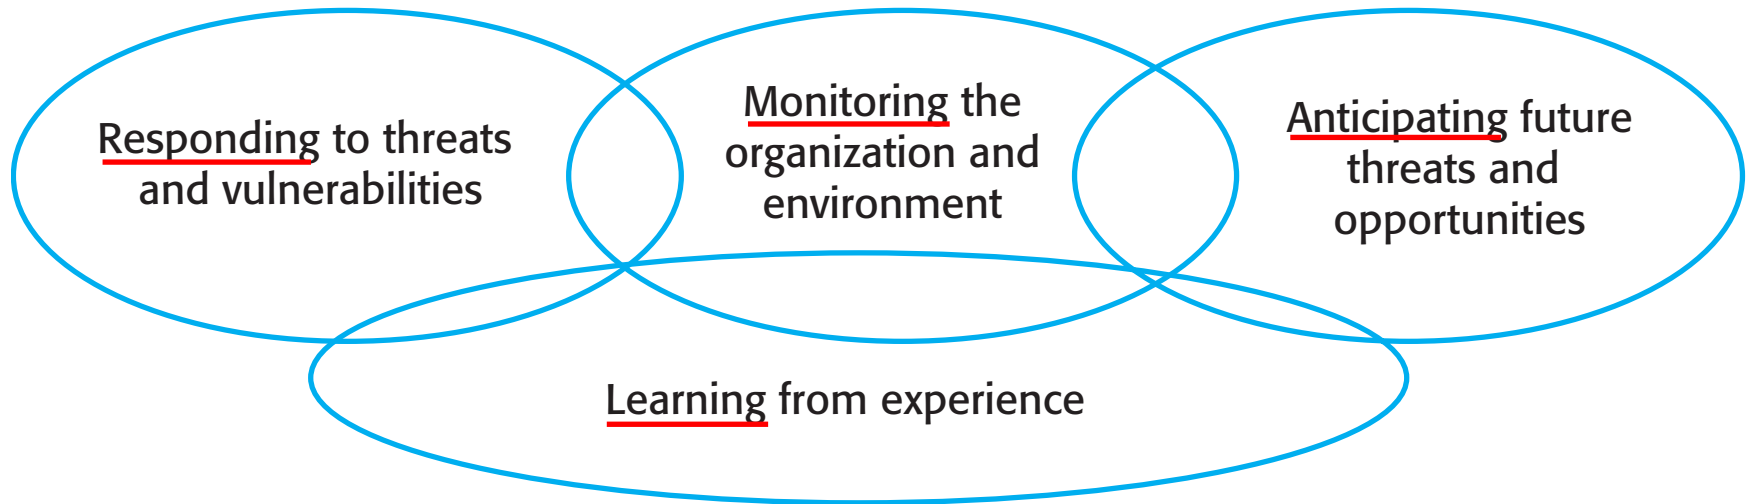 Responding to threats
and vulnerabilities
Monitoring the
organization and
environment
Anticipating future
threats and
opportunities
Learning from experience